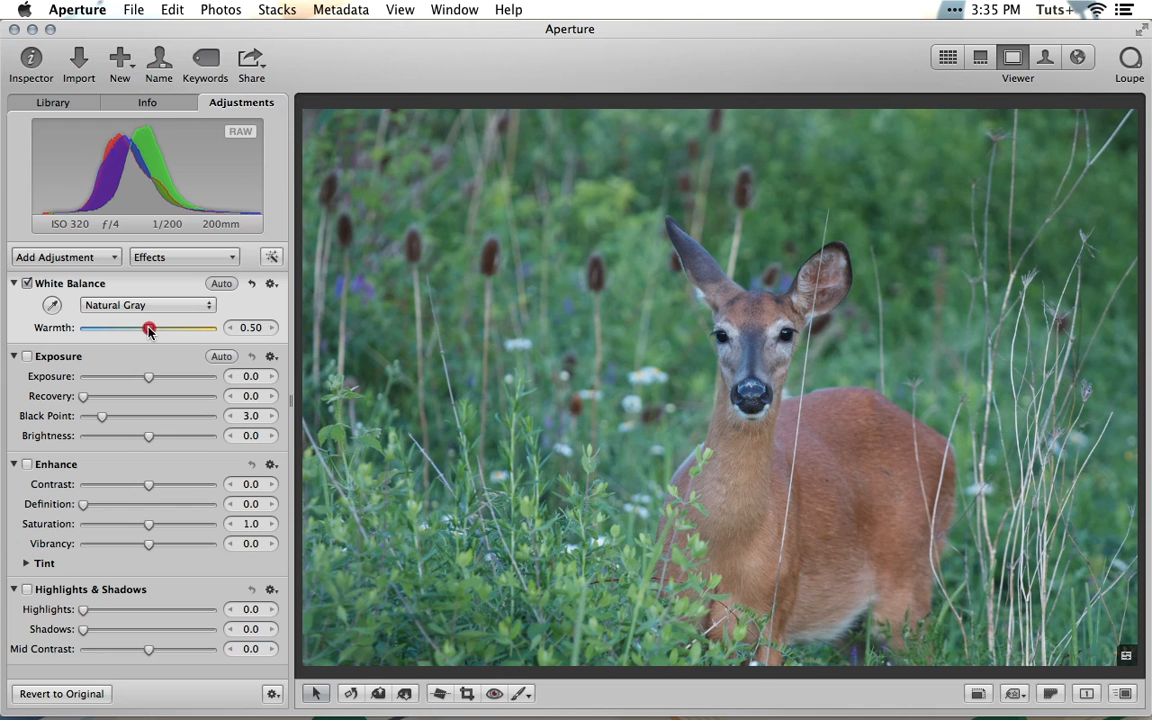 Aperture File Edit Photos Stacks Metadata View Window Help 3:35 PM Tuts+
Aperture
Inspector Import New Name Keywords Share Viewer Loupe
Library Info Adjustments
RAW
ISO 320 ƒ/4 1/200 200mm
Add Adjustment Effects
White Balance Auto
Natural Gray
Warmth: 0.50
Exposure Auto
Exposure: 0.0
Recovery: 0.0
Black Point: 3.0
Brightness: 0.0
Enhance
Contrast: 0.0
Definition: 0.0
Saturation: 1.0
Vibrancy: 0.0
Tint
Highlights & Shadows
Highlights: 0.0
Shadows: 0.0
Mid Contrast: 0.0
Revert to Original 1